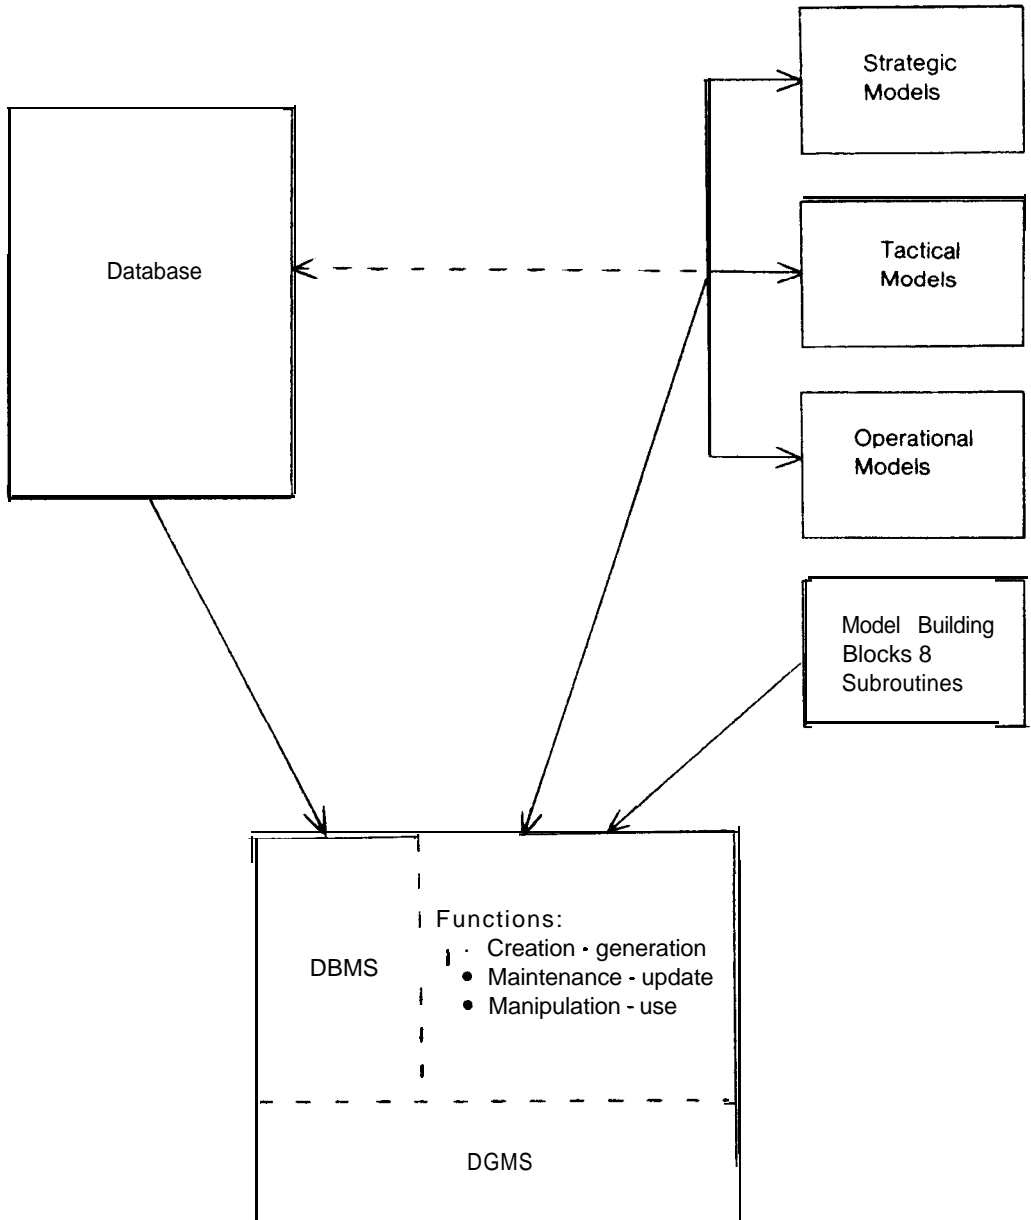 Strategic
Models
Database
Tactical
Models
Operational
Models
Model Building
Blocks 8
Subroutines
DBMS
Functions:
· Creation - generation
• Maintenance - update
• Manipulation - use
DGMS